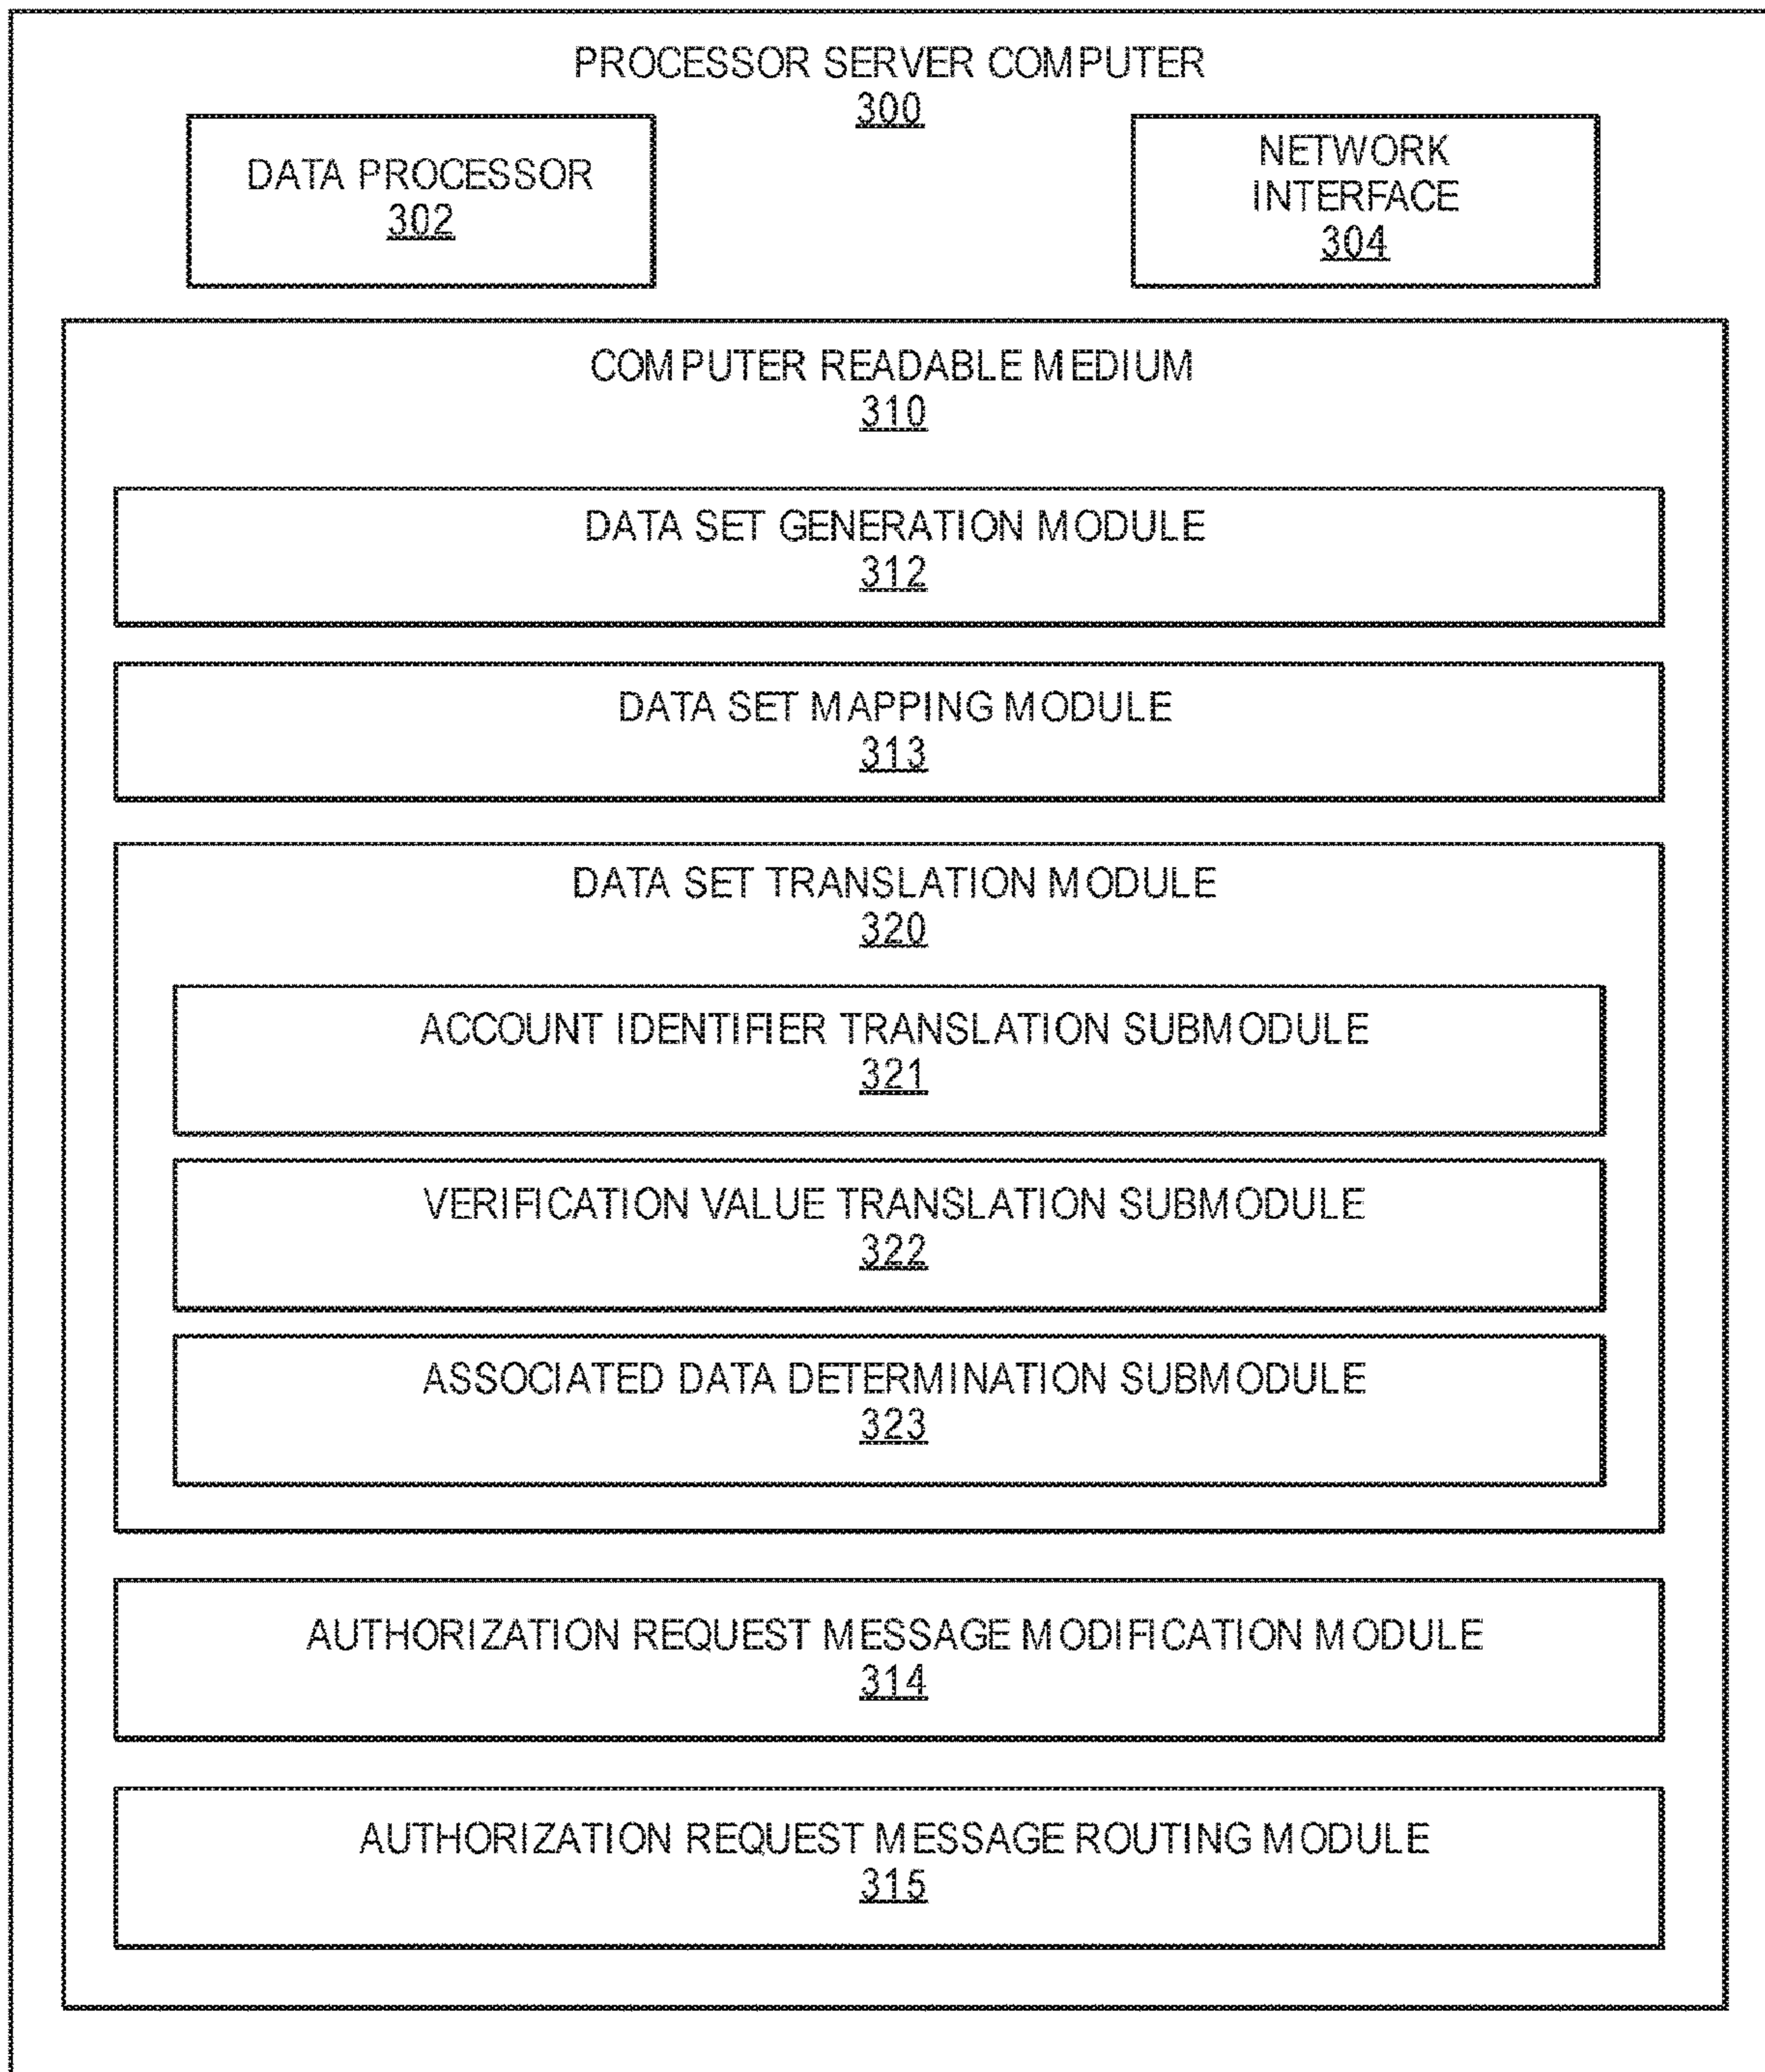 PROCESSOR SERVER COMPUTER
300
DATA PROCESSOR
302
NETWORK
INTERFACE
304
COMPUTER READABLE MEDIUM
310
DATA SET GENERATION MODULE
312
DATA SET MAPPING MODULE
313
DATA SET TRANSLATION MODULE
320
ACCOUNT IDENTIFIER TRANSLATION SUBMODULE
321
VERIFICATION VALUE TRANSLATION SUBMODULE
322
ASSOCIATED DATA DETERMINATION SUBMODULE
323
AUTHORIZATION REQUEST MESSAGE MODIFICATION MODULE
314
AUTHORIZATION REQUEST MESSAGE ROUTING MODULE
315